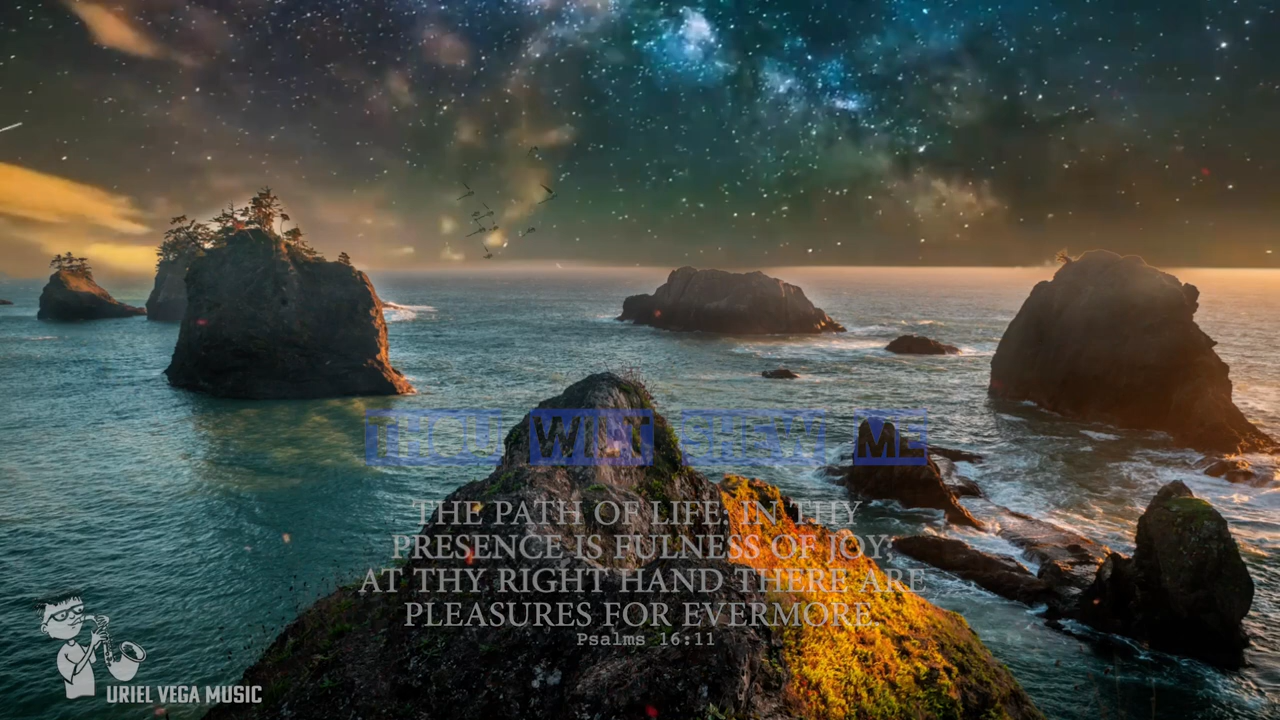 THOU WILT SHEW ME
THE PATH OF LIFE: IN THY
PRESENCE IS FULNESS OF JOY;
AT THY RIGHT HAND THERE ARE
PLEASURES FOR EVERMORE.
Psalms 16:11
URIEL VEGA MUSIC